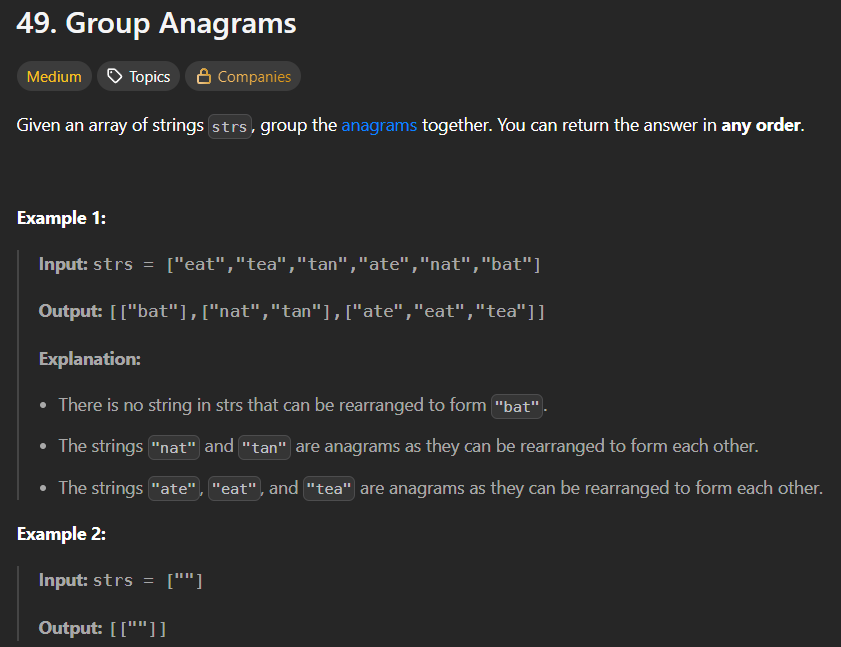 49. Group Anagrams
Medium Topics Companies
Given an array of strings strs, group the anagrams together. You can return the answer in any order.
Example 1:
Input: strs = ["eat","tea","tan","ate","nat","bat"]
Output: [["bat"],["nat","tan"],["ate","eat","tea"]]
Explanation:
• There is no string in strs that can be rearranged to form "bat".
• The strings "nat" and "tan" are anagrams as they can be rearranged to form each other.
• The strings "ate", "eat", and "tea" are anagrams as they can be rearranged to form each other.
Example 2:
Input: strs = [""]
Output: [[""]]